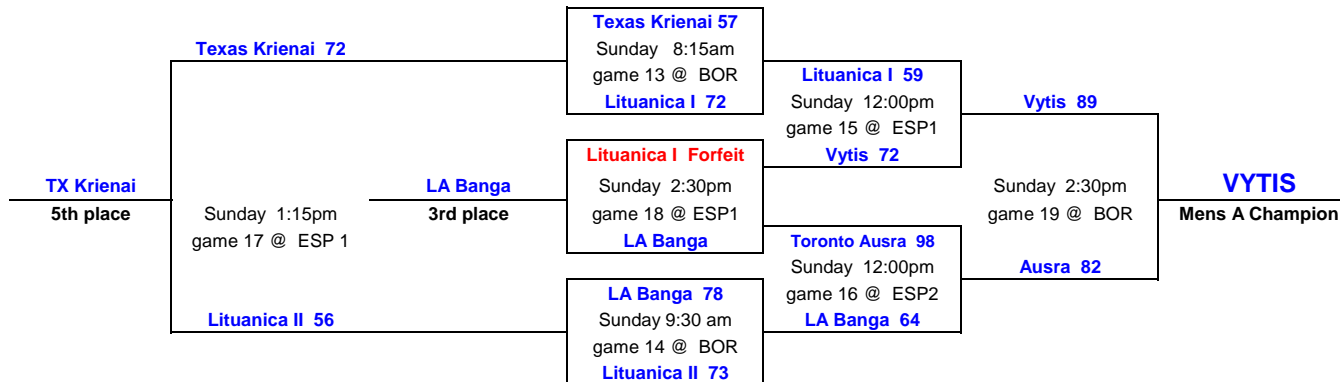 Texas Krienai 57
Texas Krienai 72
Sunday 8:15am
game 13 @ BOR
Lituanica I 72
Lituanica I 59
Sunday 12:00pm
game 15 @ ESP1
Vytis 72
Vytis 89
Lituanica I Forfeit
Sunday 2:30pm
game 18 @ ESP1
LA Banga
TX Krienai
5th place
Sunday 1:15pm
game 17 @ ESP 1
LA Banga
3rd place
Sunday 2:30pm
game 19 @ BOR
VYTIS
Mens A Champion
Toronto Ausra 98
Sunday 12:00pm
game 16 @ ESP2
LA Banga 64
Ausra 82
LA Banga 78
Sunday 9:30 am
game 14 @ BOR
Lituanica II 73
Lituanica II 56